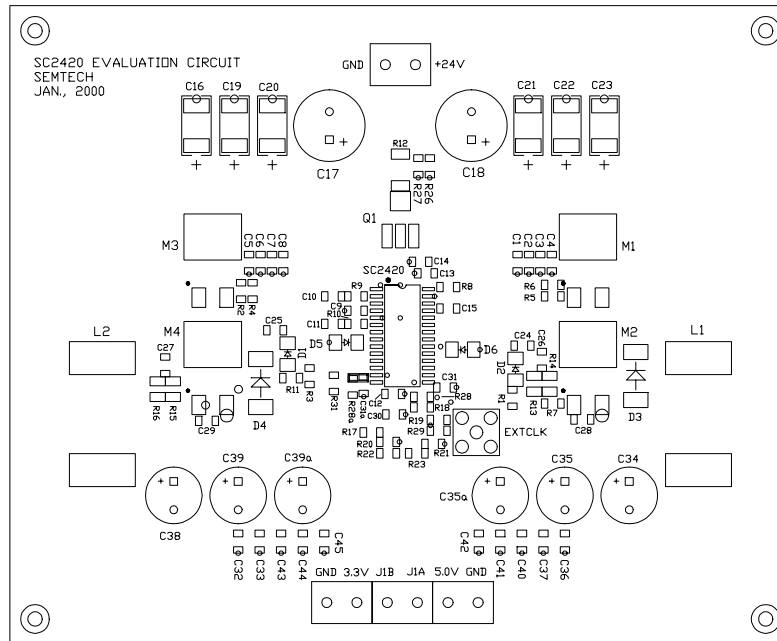 SC2420 EVALUATION CIRCUIT
SEMTECH
JAN., 2000
GND +24V
C16 C19 C20
C21 C22 C23
C17 R12 C18
R27 R26
Q1
M3 C5 C6 C7 C8
C1 C2 C3 C4 M1
C14
SC2420 C13
R2 R4
C10 R9 R8
R6
R5
C9
R10 C15
C11
L2 M4 C25 D5
D6 C24 C26 M2 L1
C27 D1
D2 R14
R11 R3 R31
C31
R28
R16 R15
R28a C31a C12
R18
R1 R13 R7
C29 D4
C30 R19
R29
C28 D3
R17
R20
R22 R23 R21
EXTCLK
C38 C39 C39a
C35a C35 C34
C32 C33 C43 C44 C45
C42 C41 C40 C37 C36
GND 3.3V J1B J1A 5.0V GND